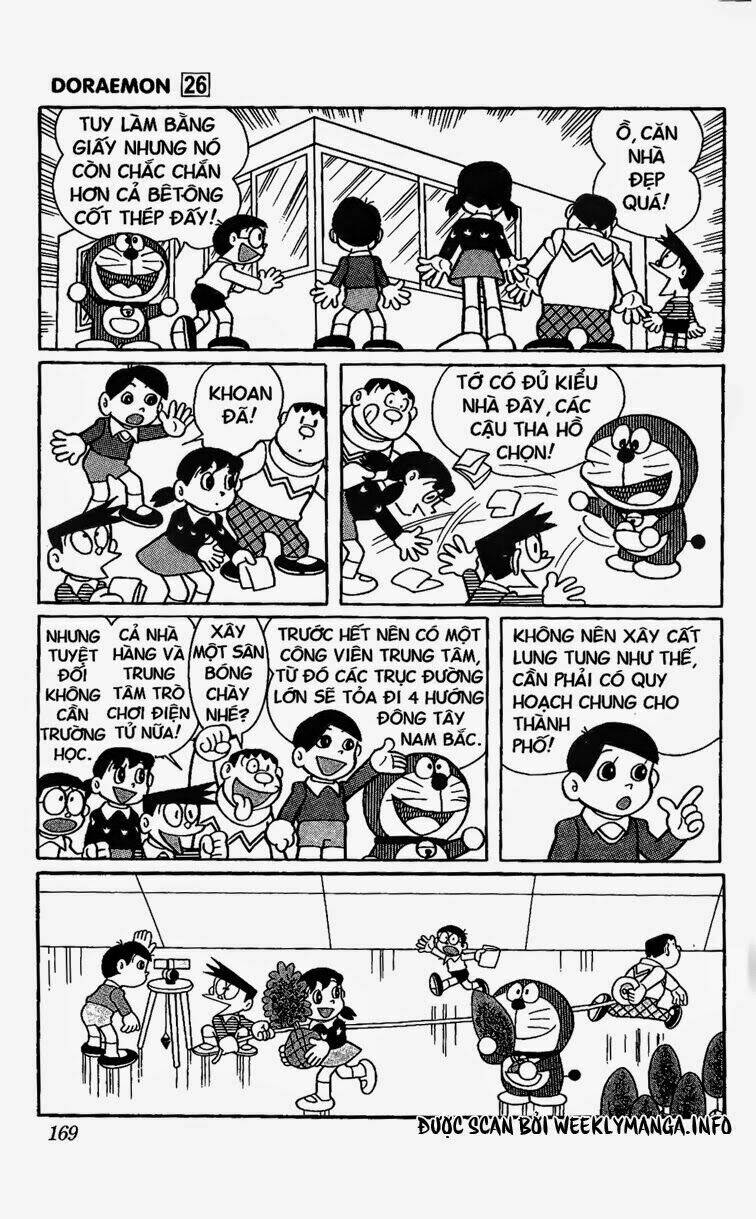 DORAEMON 26
TUY LÀM BẰNG
GIẤY NHƯNG NÓ
CÒN CHẮC CHẮN
HƠN CẢ BÊ-TÔNG
CỐT THÉP ĐẤY!
Ồ, CĂN
NHÀ
ĐẸP
QUÁ!
KHOAN
ĐÃ!
TỚ CÓ ĐỦ KIỂU
NHÀ ĐÂY, CÁC
CẬU THA HỒ
CHỌN!
NHƯNG
TUYỆT
ĐỐI
KHÔNG
CẦN
TRƯỜNG
HỌC.
CẢ NHÀ
HÀNG VÀ
TRUNG
TÂM TRÒ
CHƠI ĐIỆN
TỬ NỮA!
XÂY
MỘT SÂN
BÓNG
CHÀY
NHÉ?
TRƯỚC HẾT NÊN CÓ MỘT
CÔNG VIÊN TRUNG TÂM,
TỪ ĐÓ CÁC TRỤC ĐƯỜNG
LỚN SẼ TỎA ĐI 4 HƯỚNG
ĐÔNG TÂY
NAM BẮC.
KHÔNG NÊN XÂY CẤT
LUNG TUNG NHƯ THẾ,
CẦN PHẢI CÓ QUY
HOẠCH CHUNG CHO
THÀNH
PHỐ!
169
ĐƯỢC SCAN BỞI WEEKLYMANGA.INFO